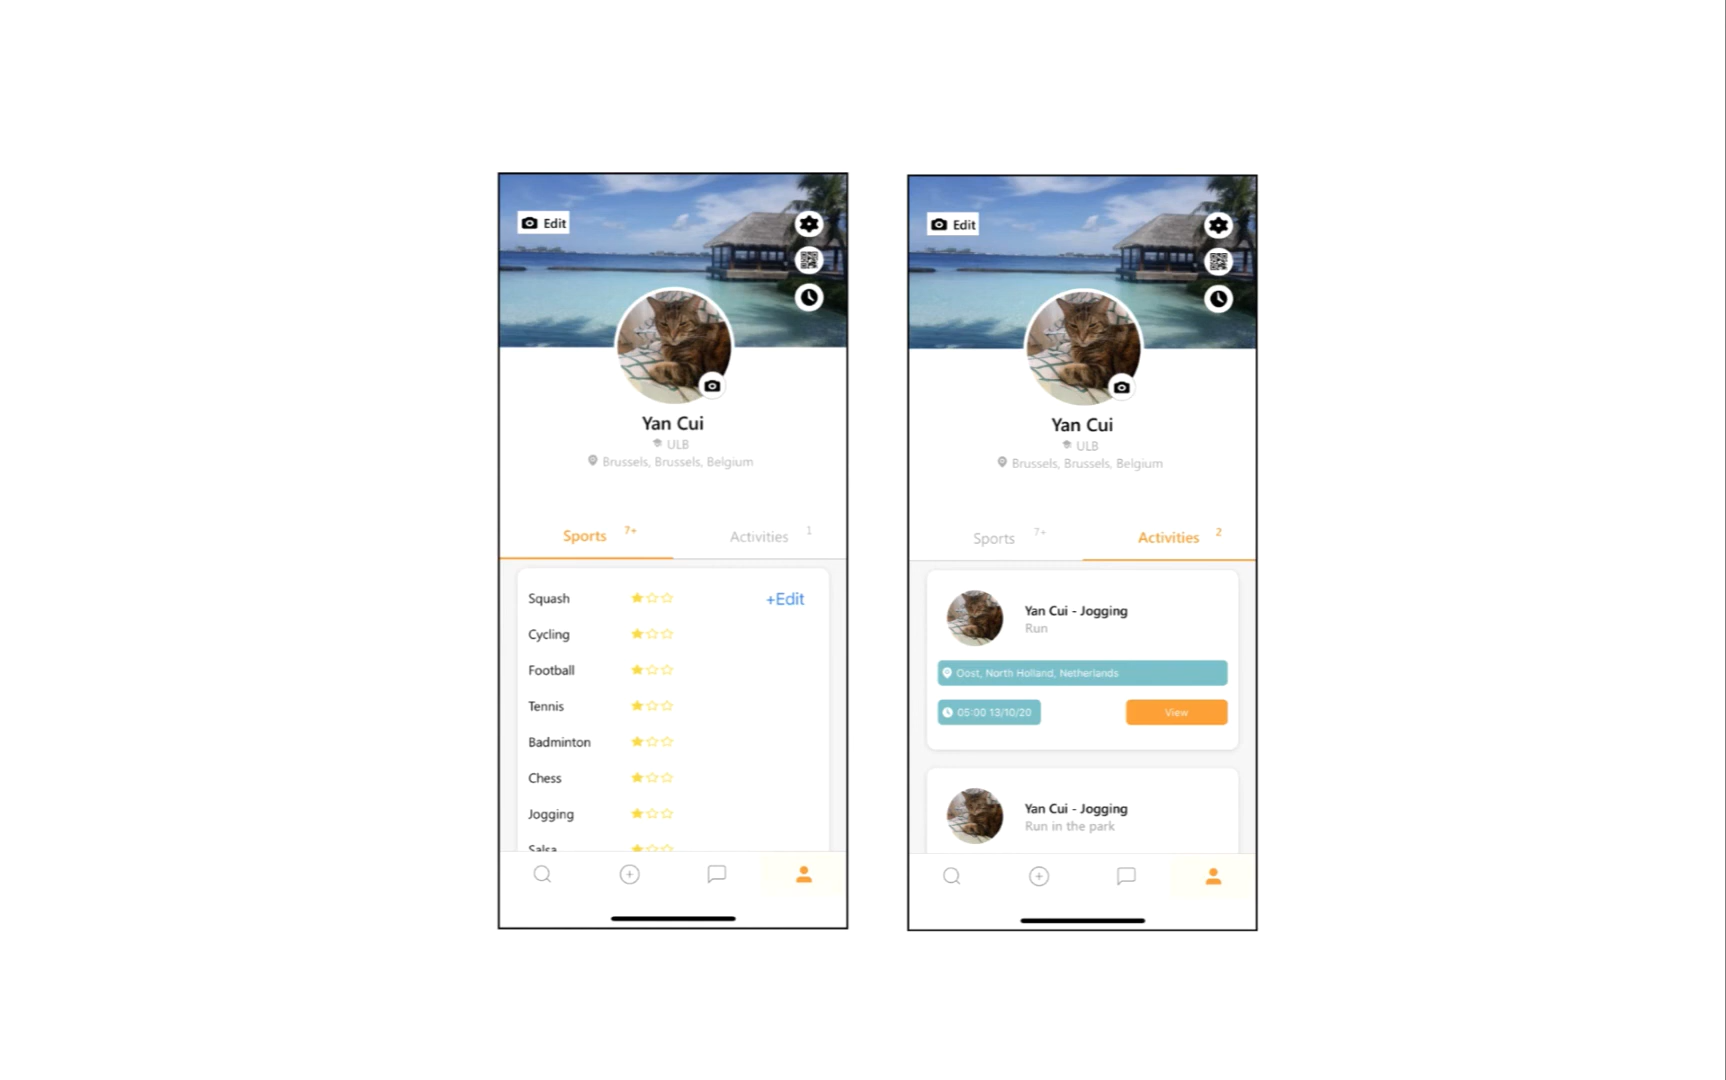 Edit
Yan Cui
ULB
Brussels, Brussels, Belgium
Sports 7+
Activities 1
Squash
+Edit
Cycling
Football
Tennis
Badminton
Chess
Jogging
Salsa
Edit
Yan Cui
ULB
Brussels, Brussels, Belgium
Sports 7+
Activities 2
Yan Cui - Jogging
Run
Oost, North Holland, Netherlands
05:00 13/10/20
View
Yan Cui - Jogging
Run in the park